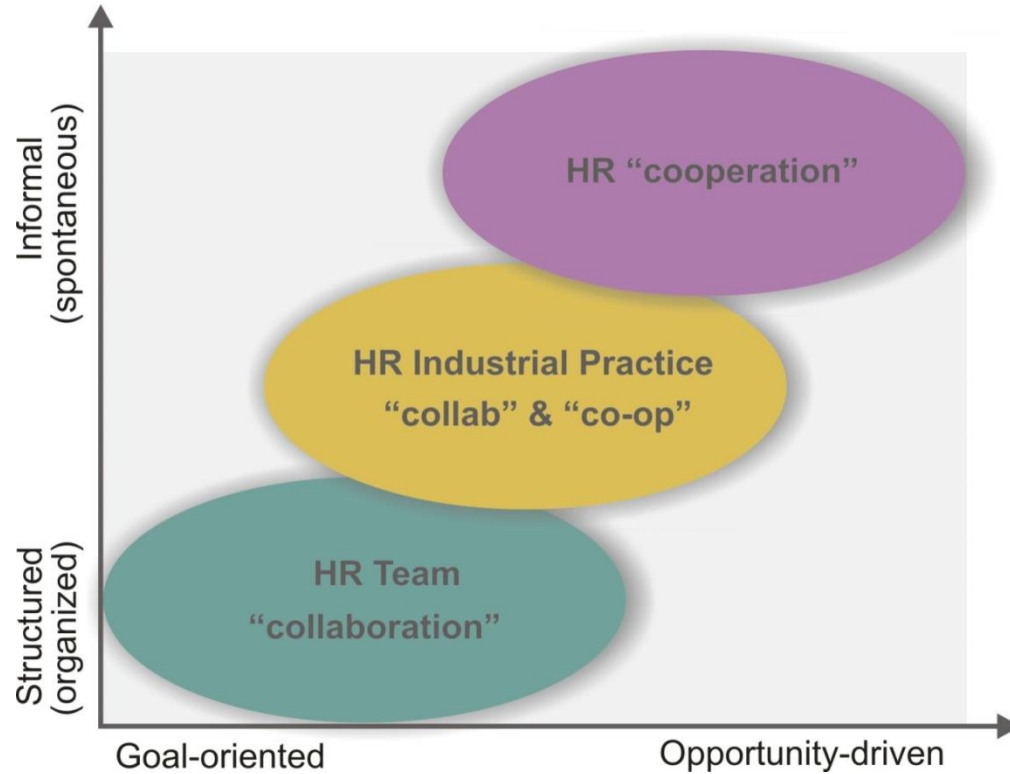 Informal
(spontaneous)
HR “cooperation”
HR Industrial Practice
“collab” & “co-op”
Structured
(organized)
HR Team
“collaboration”
Goal-oriented
Opportunity-driven